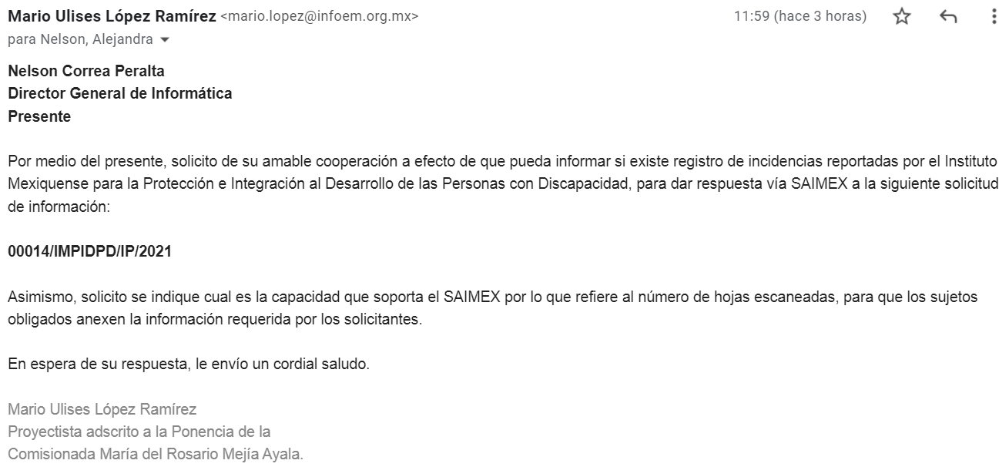 Mario Ulises López Ramírez <mario.lopez@infoem.org.mx> 11:59 (hace 3 horas)
para Nelson, Alejandra
Nelson Correa Peralta
Director General de Informática
Presente
Por medio del presente, solicito de su amable cooperación a efecto de que pueda informar si existe registro de incidencias reportadas por el Instituto
Mexiquense para la Protección e Integración al Desarrollo de las Personas con Discapacidad, para dar respuesta vía SAIMEX a la siguiente solicitud
de información:
00014/IMPIDPD/IP/2021
Asimismo, solicito se indique cual es la capacidad que soporta el SAIMEX por lo que refiere al número de hojas escaneadas, para que los sujetos
obligados anexen la información requerida por los solicitantes.
En espera de su respuesta, le envío un cordial saludo.
Mario Ulises López Ramírez
Proyectista adscrito a la Ponencia de la
Comisionada María del Rosario Mejía Ayala.